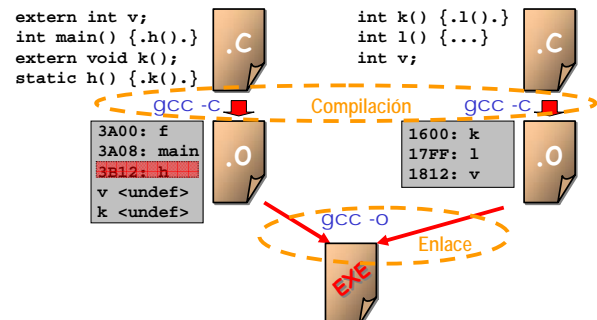 extern int v;
int main() {.h().}
extern void k();
static h() {.k().}
.C
int k() {.l().}
int l() {...}
int v;
.C
gcc -c
Compilación
gcc -c
3A00: f
3A08: main
3B12: h
v <undef>
k <undef>
.O
1600: k
17FF: l
1812: v
.O
gcc -o
Enlace
EXE